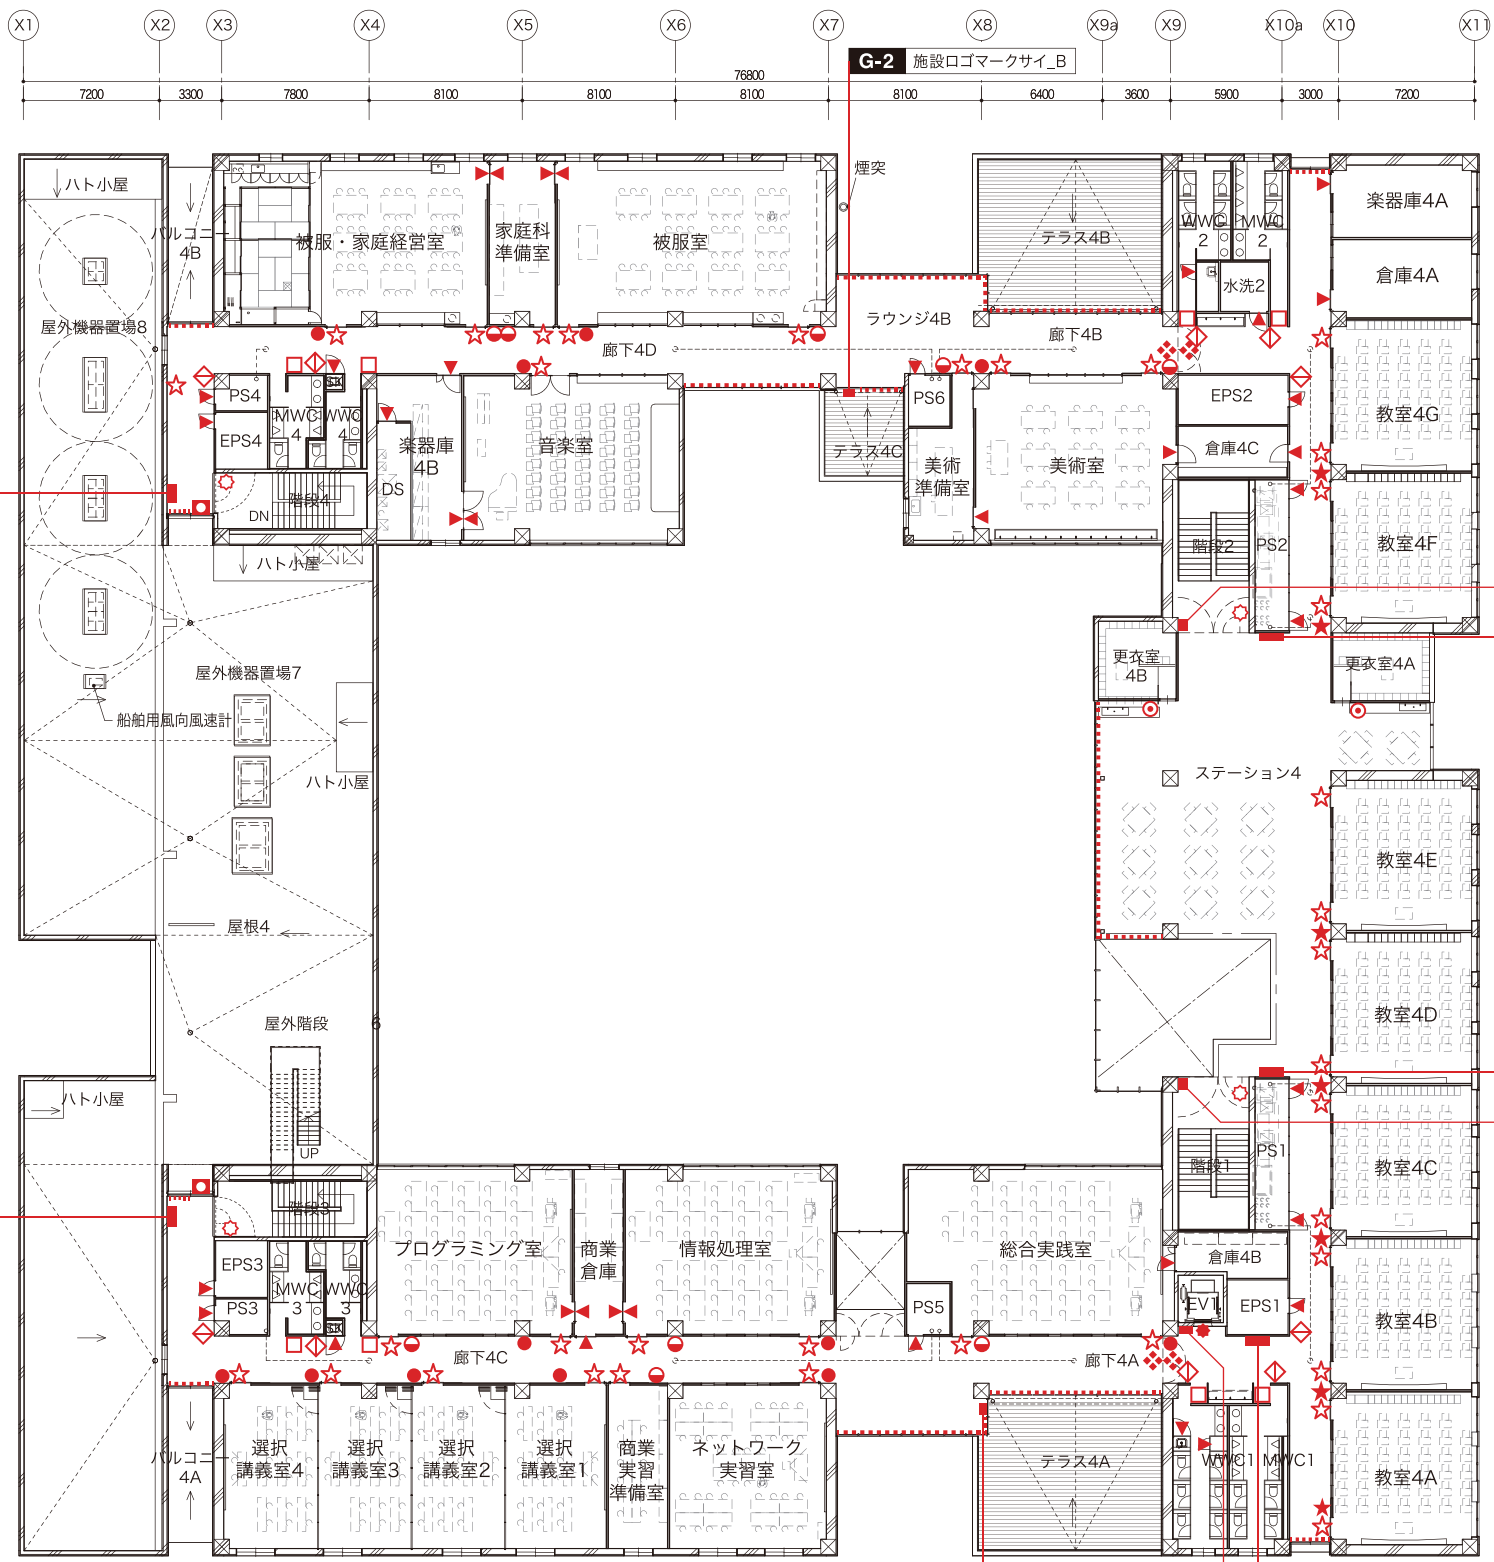 X1
X2
X3
X4
X5
X6
X7
X8
X9a
X9
X10a
X10
X11
G-2 施設ロゴマークサイ_B
76800
7200
3300
7800
8100
8100
8100
8100
6400
3600
5900
3000
7200
ハト小屋
バルコニー
4B
被服・家庭経営室
家庭科
準備室
被服室
煙突
テラス4B
WWC
2
MWC
2
水洗2
楽器庫4A
倉庫4A
屋外機器置場8
ラウンジ4B
廊下4D
廊下4B
PS4
EPS4
MWC
4
WWC
4
SK
楽器庫
4B
DS
音楽室
テラス4C
PS6
美術
準備室
美術室
EPS2
倉庫4C
教室4G
DN
階段4
階段2
PS2
教室4F
ハト小屋
更衣室
4B
更衣室4A
屋外機器置場7
船舶用風向風速計
ハト小屋
ステーション4
教室4E
屋根4
教室4D
屋外階段
6
ハト小屋
UP
階段1
PS1
教室4C
階段3
プログラミング室
商業
倉庫
情報処理室
総合実践室
倉庫4B
EPS3
PS3
MWC
3
WWC
3
SK
PS5
EV1
EPS1
教室4B
廊下4C
廊下4A
バルコニー
4A
選択
講義室4
選択
講義室3
選択
講義室2
選択
講義室1
商業
実習
準備室
ネットワーク
実習室
テラス4A
WWC1
MWC1
教室4A